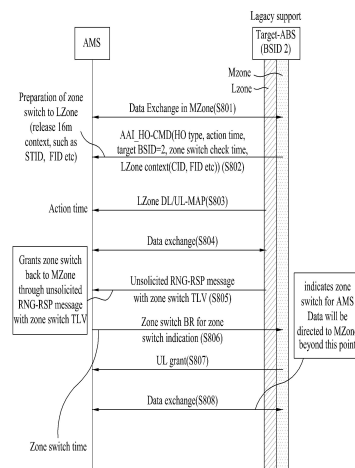 Lagacy support
AMS
Target-ABS
(BSID 2)
Mzone
Lzone
Preparation of zone
switch to LZone
(release 16m
context, such as
STID, FID etc)
Data Exchange in MZone(S801)
AAI_HO-CMD(HO type, action time,
target BSID=2, zone switch check time,
LZone context(CID, FID etc)) (S802)
Action time
LZone DL/UL-MAP(S803)
Data exchange(S804)
Grants zone switch
back to MZone
through unsolicited
RNG-RSP message
with zone switch TLV
Unsolicited RNG-RSP message
with zone switch TLV (S805)
indicates zone
switch for AMS
Data will be
directed to MZone
beyond this point
Zone switch BR for zone
switch indication (S806)
UL grant(S807)
Data exchange(S808)
Zone switch time